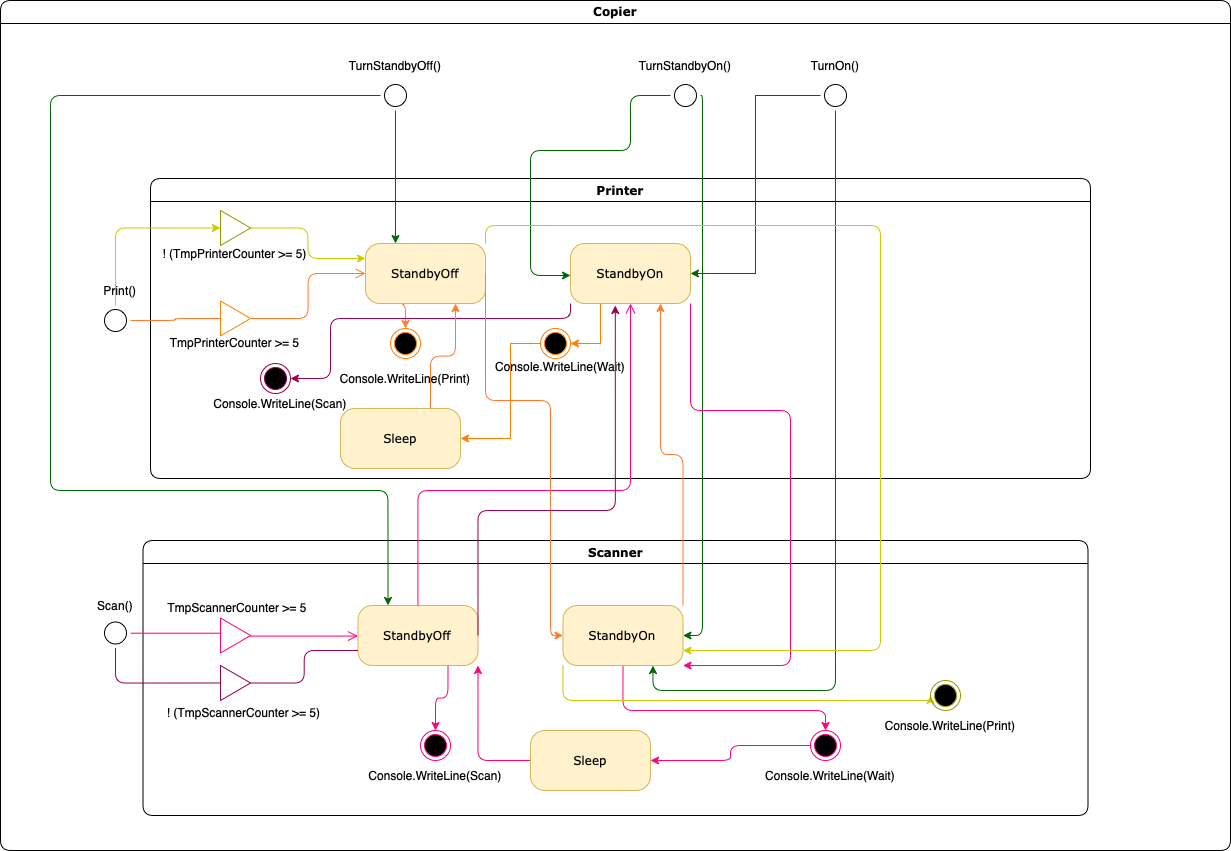 Copier
TurnStandbyOff()
TurnStandbyOn()
TurnOn()
Printer
! (TmpPrinterCounter >= 5)
StandbyOff
StandbyOn
Print()
TmpPrinterCounter >= 5
Console.WriteLine(Print)
Console.WriteLine(Wait)
Console.WriteLine(Scan)
Sleep
Scanner
Scan()
TmpScannerCounter >= 5
StandbyOff
StandbyOn
! (TmpScannerCounter >= 5)
Console.WriteLine(Print)
Sleep
Console.WriteLine(Scan)
Console.WriteLine(Wait)